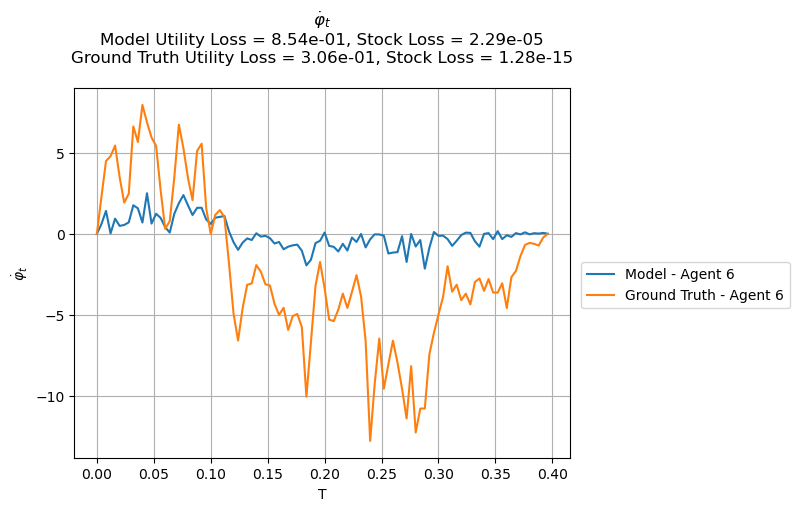 φ̇ₜ
Model Utility Loss = 8.54e-01, Stock Loss = 2.29e-05
Ground Truth Utility Loss = 3.06e-01, Stock Loss = 1.28e-15
5
0
−5
−10
φ̇ₜ
0.00 0.05 0.10 0.15 0.20 0.25 0.30 0.35 0.40
T
Model - Agent 6
Ground Truth - Agent 6